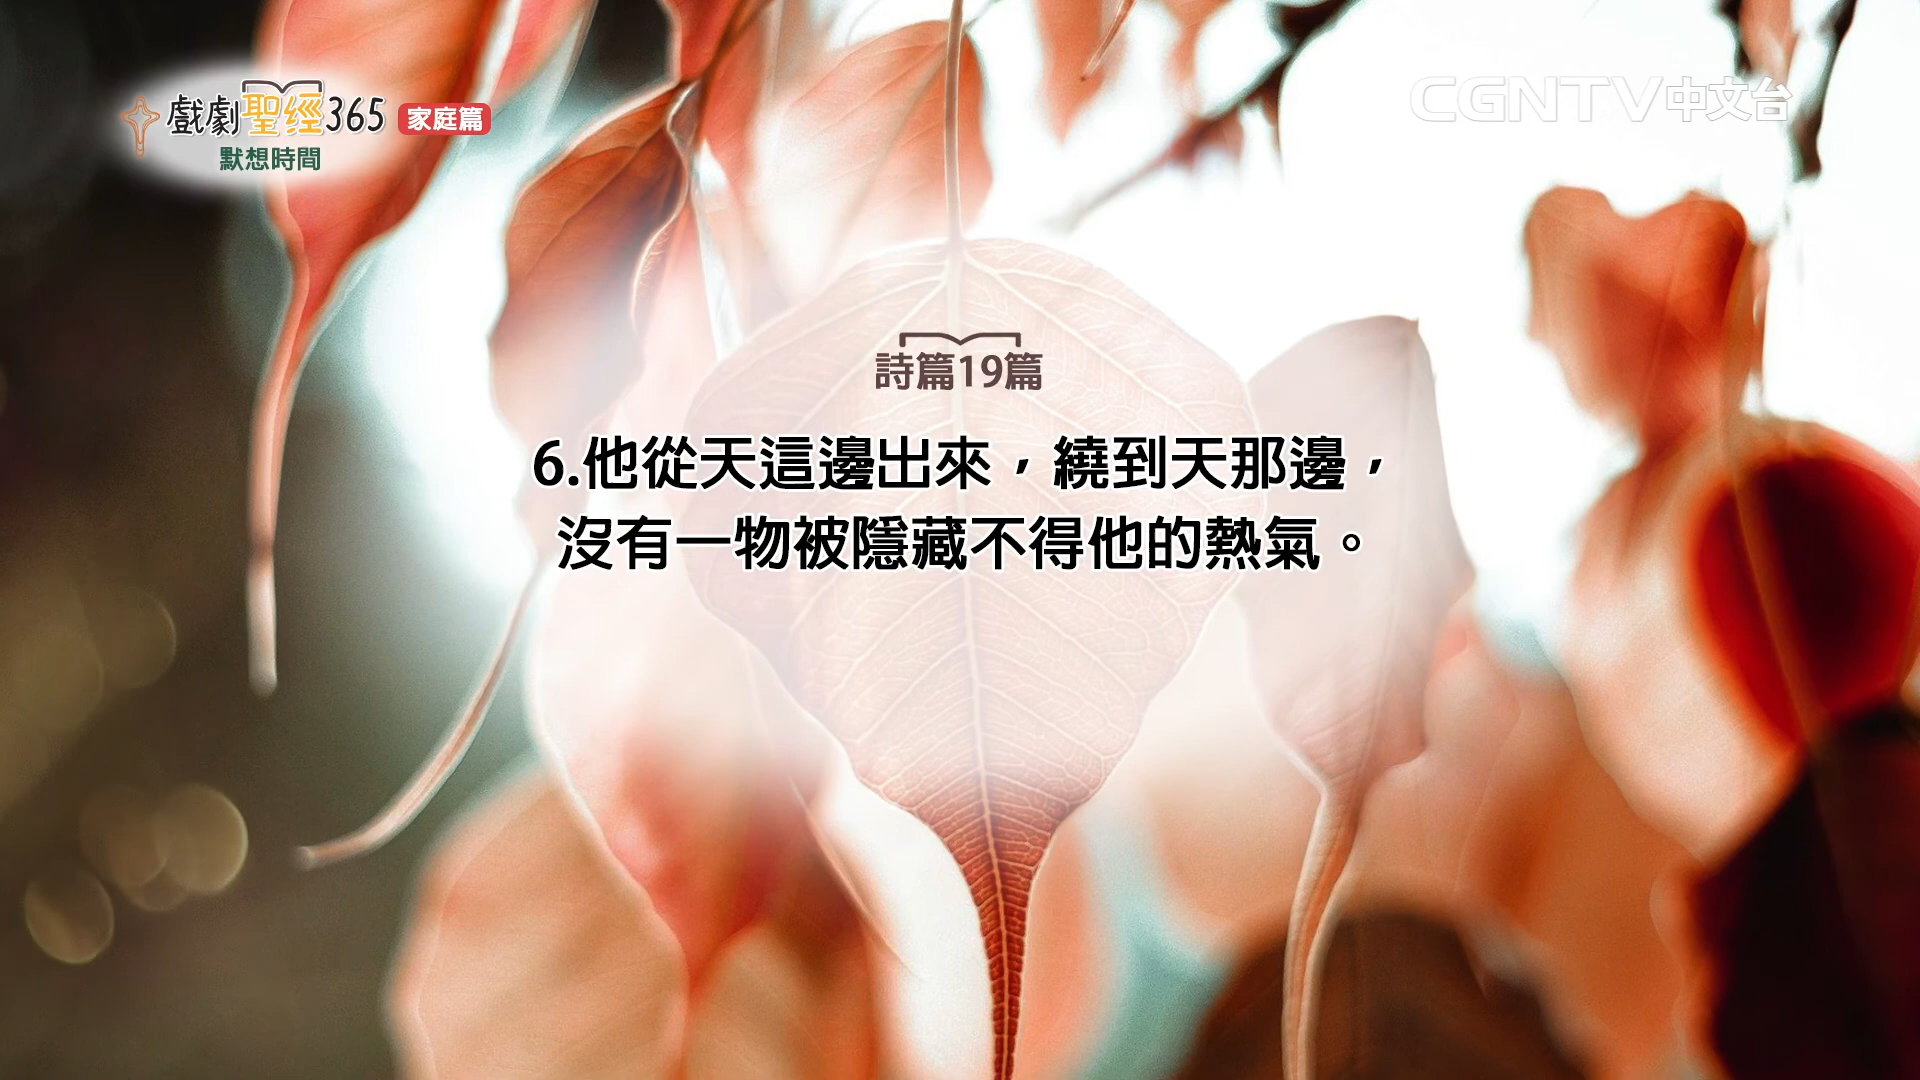 戲劇聖經365 家庭篇
默想時間
CGNTV中文台
詩篇19篇
6.他從天這邊出來，繞到天那邊，
沒有一物被隱藏不得他的熱氣。